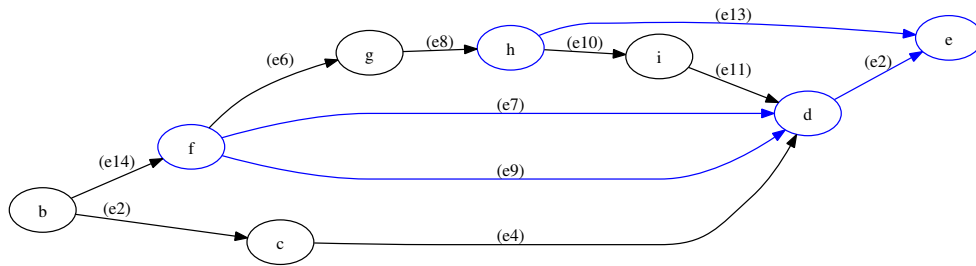 (e13)
e
(e8)
h
(e10)
g
i
(e2)
(e6)
(e11)
(e7)
d
f
(e14)
(e9)
b
(e2)
(e4)
c